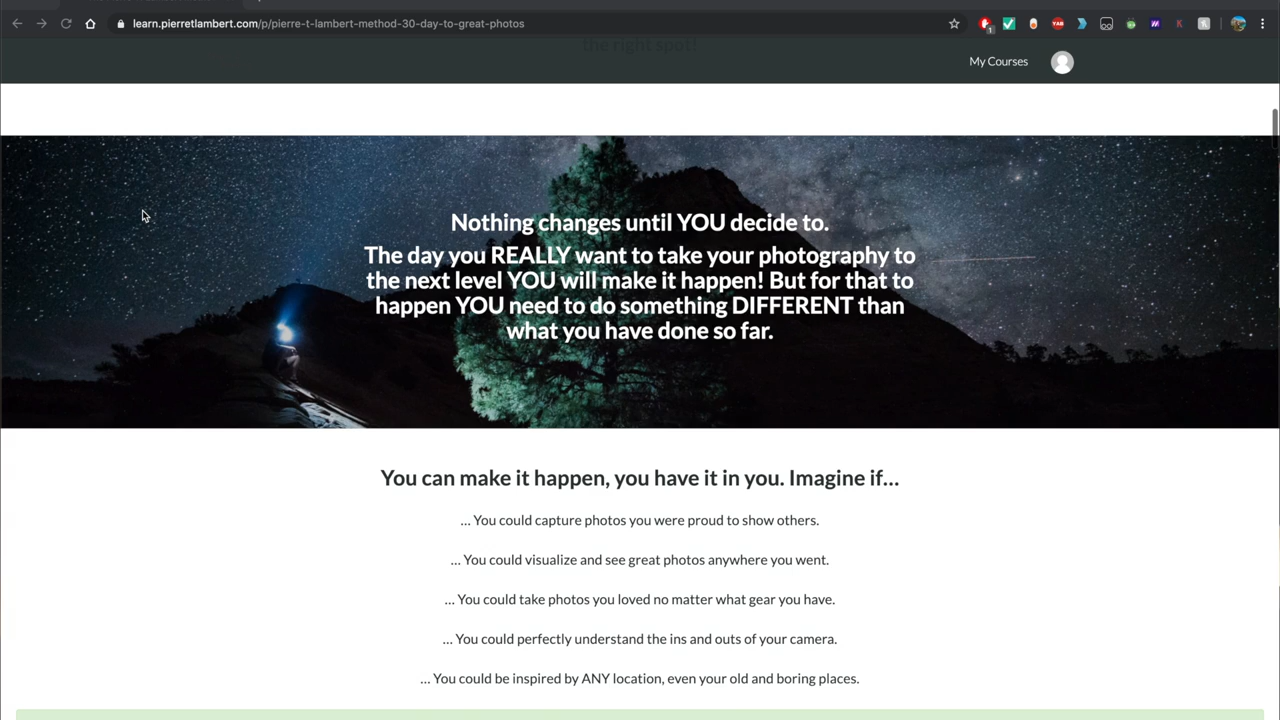 learn.pierretlambert.com/p/pierre-t-lambert-method-30-day-to-great-photos
1
YAB
the right spot!
My Courses
Nothing changes until YOU decide to.
The day you REALLY want to take your photography to
the next level YOU will make it happen! But for that to
happen YOU need to do something DIFFERENT than
what you have done so far.
You can make it happen, you have it in you. Imagine if…
... You could capture photos you were proud to show others.
... You could visualize and see great photos anywhere you went.
... You could take photos you loved no matter what gear you have.
... You could perfectly understand the ins and outs of your camera.
... You could be inspired by ANY location, even your old and boring places.